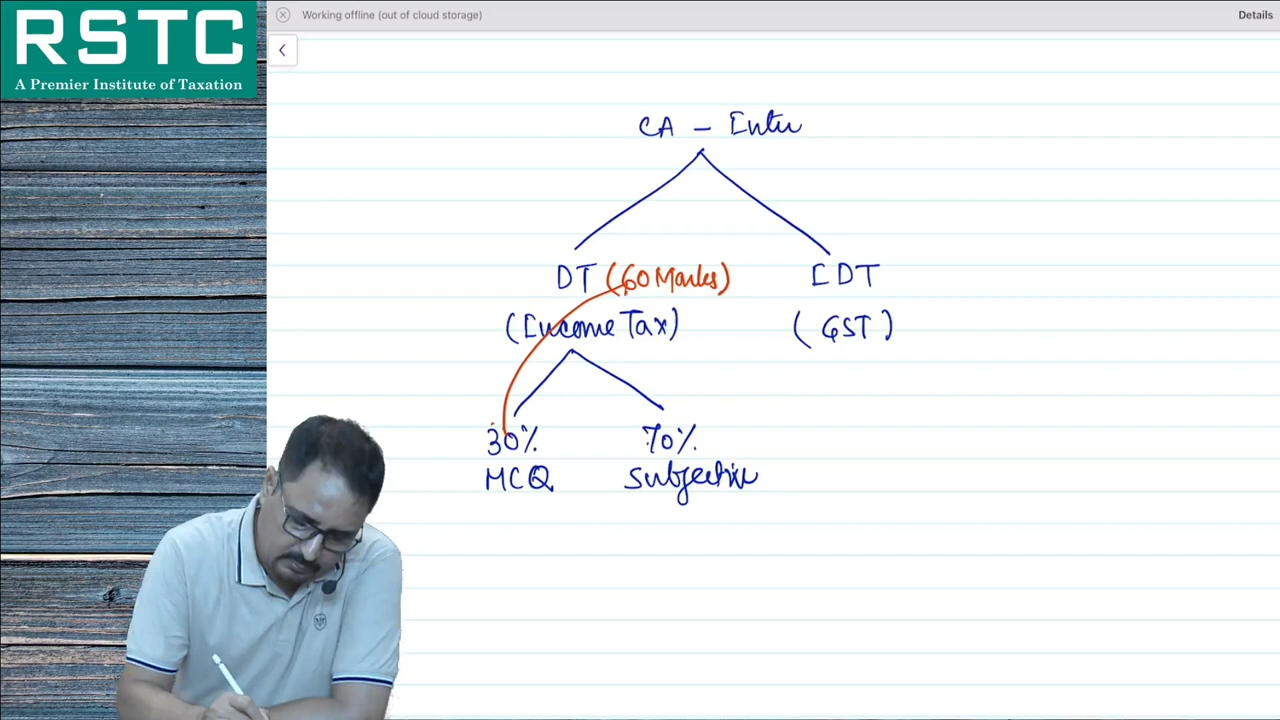 RSTC
A Premier Institute of Taxation
Working offline (out of cloud storage)
Details
CA - Inter
DT (60 Marks)
IDT
(Income Tax)
(GST)
30%
70%
MCQ
Subjective